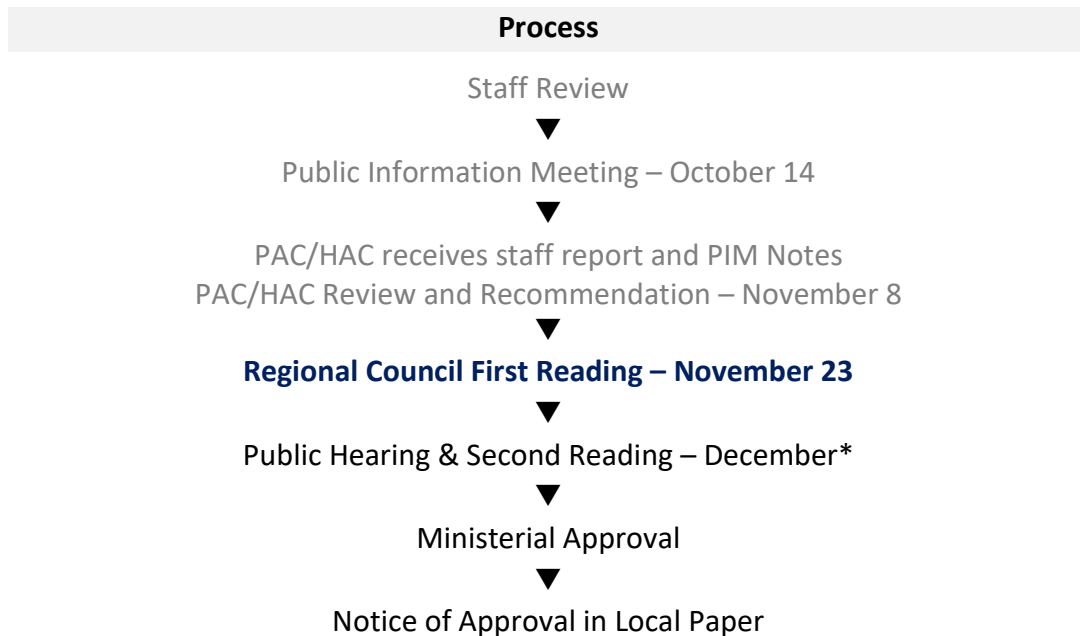 Process
Staff Review
▼
Public Information Meeting – October 14
▼
PAC/HAC receives staff report and PIM Notes
PAC/HAC Review and Recommendation – November 8
▼
Regional Council First Reading – November 23
▼
Public Hearing & Second Reading – December*
▼
Ministerial Approval
▼
Notice of Approval in Local Paper